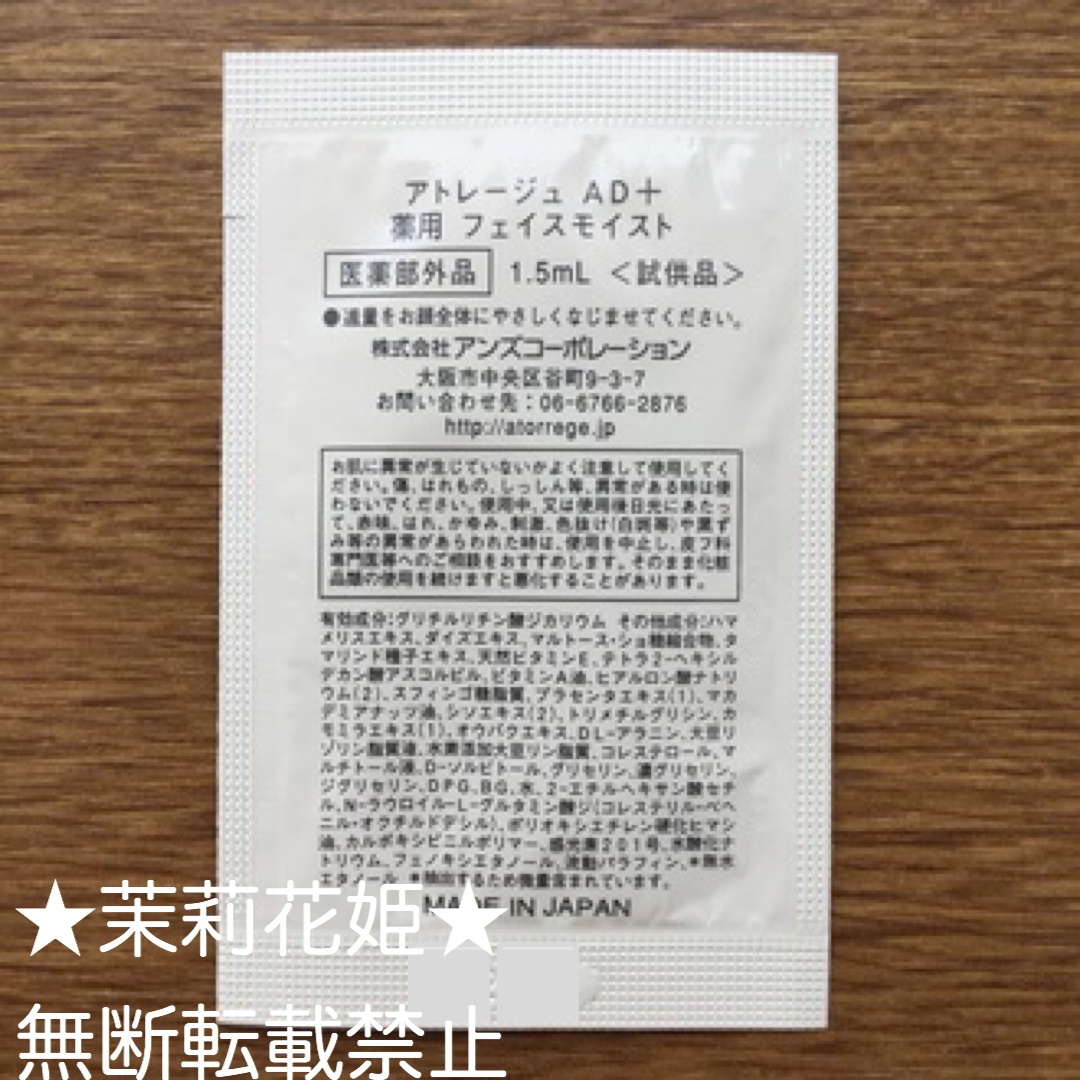 アトレージュ AD＋
薬用 フェイスモイスト
医薬部外品 1.5mL ＜試供品＞
●適量をお顔全体にやさしくなじませてください。
株式会社アンズコーポレーション
大阪市中央区谷町9-3-7
お問い合わせ先：06-6766-2876
http://atorrege.jp
お肌に異常が生じていないかよく注意して使用してく
ださい。傷、はれもの、しっしん等、異常がある時は使
わないでください。使用中、又は使用後日光にあたっ
て、赤味、はれ、かゆみ、刺激、色抜け(白斑等)や黒ず
み等の異常があらわれた時は、使用を中止し、皮フ科
専門医等へのご相談をおすすめします。そのまま化粧
品類の使用を続けますと悪化することがあります。
有効成分:グリチルリチン酸ジカリウム その他成分:ハマ
メリスエキス、ダイズエキス、マルトース・ショ糖縮合物、タ
マリンド種子エキス、天然ビタミンE、テトラ2-ヘキシル
デカン酸アスコルビル、ビタミンA油、ヒアルロン酸ナトリ
ウム(2)、スフィンゴ糖脂質、プラセンタエキス(1)、マカ
デミアナッツ油、シソエキス(2)、トリメチルグリシン、カ
モミラエキス(1)、オウバクエキス、DL-アラニン、大豆リ
ゾリン脂質液、水素添加大豆リン脂質、コレステロール、マ
ルチトール液、D-ソルビトール、グリセリン、濃グリセリン、
ジグリセリン、DPG、BG、水、2-エチルヘキサン酸セチ
ル、N-ラウロイル-L-グルタミン酸ジ(コレステリル・ベヘ
ニル・オクチルドデシル)、ポリオキシエチレン硬化ヒマシ
油、カルボキシビニルポリマー、感光素201号、水酸化ナ
トリウム、フェノキシエタノール、流動パラフィン、＊無水
エタノール ＊抽出するため微量含まれています。
MADE IN JAPAN
★茉莉花姫★
無断転載禁止